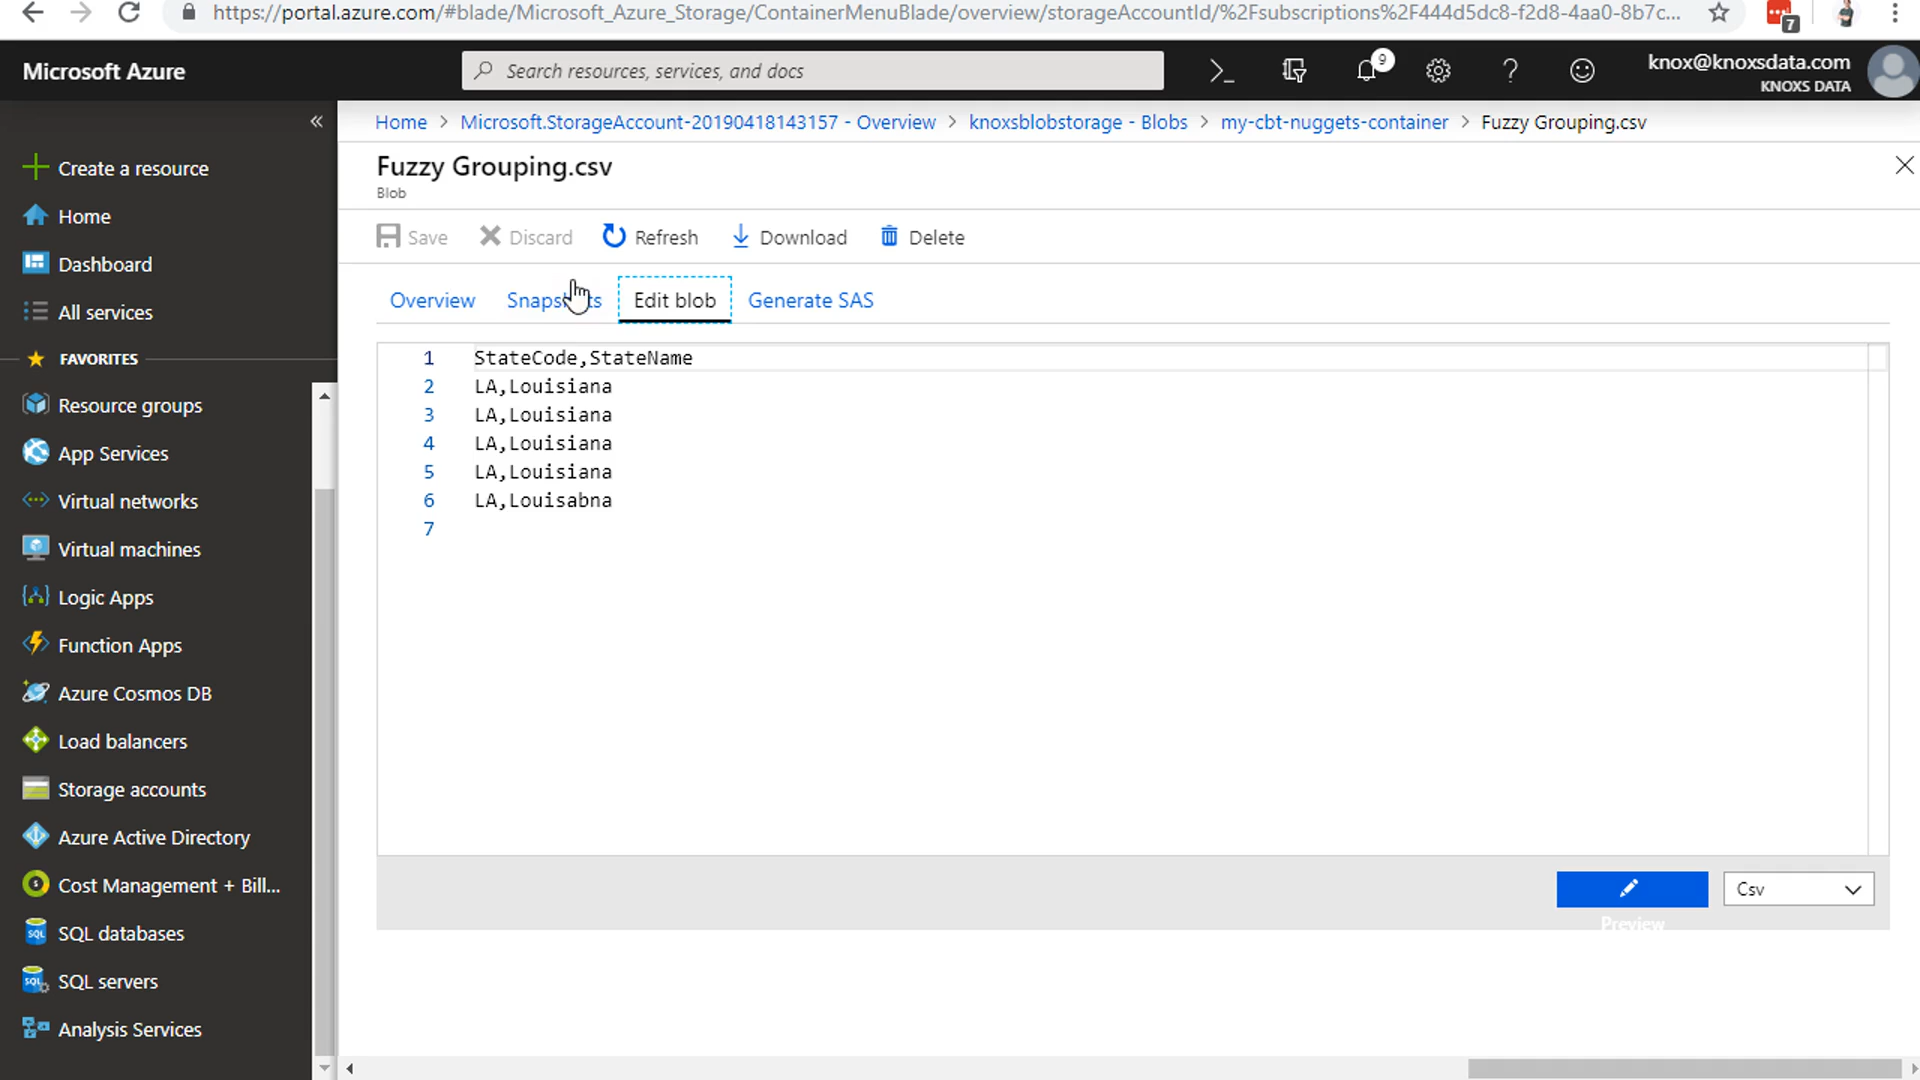 https://portal.azure.com/#blade/Microsoft_Azure_Storage/ContainerMenuBlade/overview/storageAccountId/%2Fsubscriptions%2F444d5dc8-f2d8-4aa0-8b7c...
7
Microsoft Azure
Search resources, services, and docs
9
knox@knoxsdata.com
KNOXS DATA
Home > Microsoft.StorageAccount-20190418143157 - Overview > knoxsblobstorage - Blobs > my-cbt-nuggets-container > Fuzzy Grouping.csv
Fuzzy Grouping.csv
Blob
Save
Discard
Refresh
Download
Delete
Overview
Snapshots
Edit blob
Generate SAS
1 StateCode,StateName
2 LA,Louisiana
3 LA,Louisiana
4 LA,Louisiana
5 LA,Louisiana
6 LA,Louisabna
7
Preview
Csv
Create a resource
Home
Dashboard
All services
FAVORITES
Resource groups
App Services
Virtual networks
Virtual machines
Logic Apps
Function Apps
Azure Cosmos DB
Load balancers
Storage accounts
Azure Active Directory
Cost Management + Bill...
SQL databases
SQL servers
Analysis Services